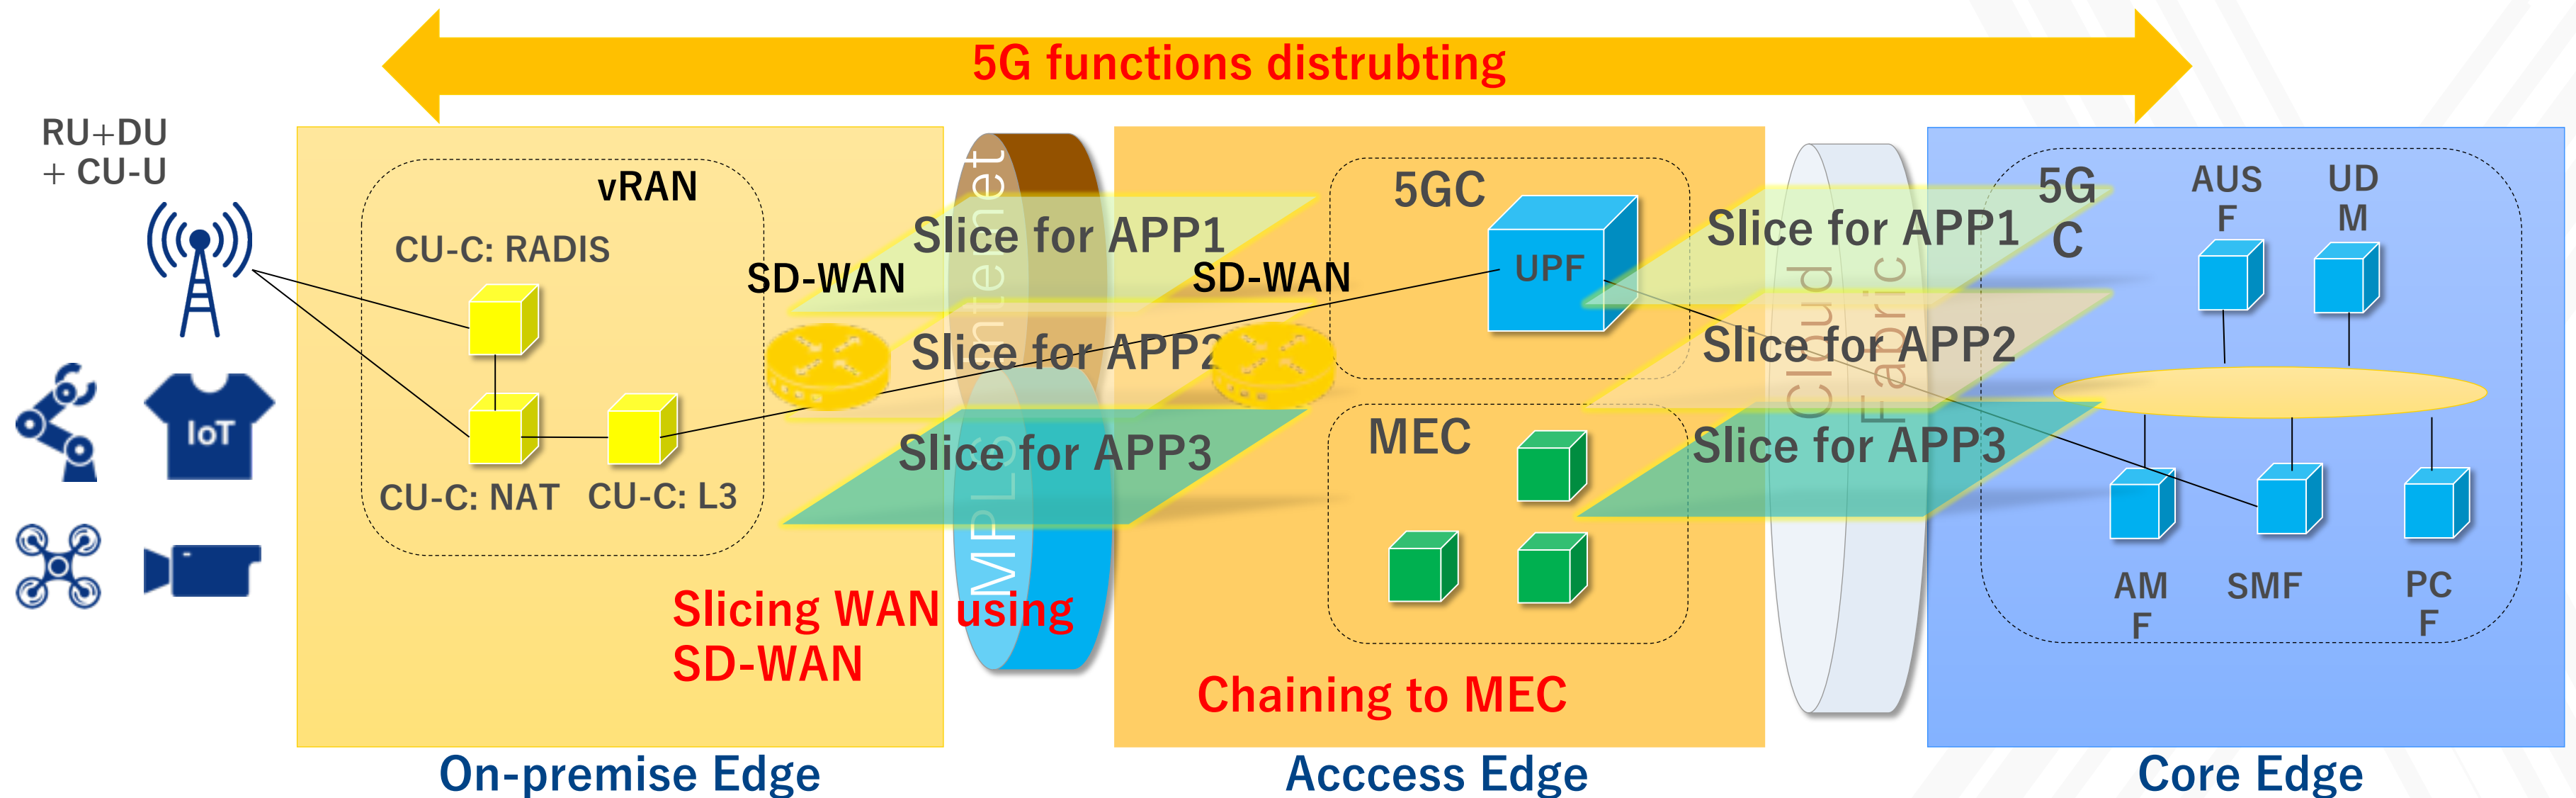 5G functions distrubting
RU+DU
+ CU-U
vRAN
CU-C: RADIS
CU-C: NAT
CU-C: L3
IoT
SD-WAN
Internet
MPLS
Slice for APP1
Slice for APP2
Slice for APP3
Slicing WAN using
SD-WAN
On-premise Edge
SD-WAN
5GC
UPF
MEC
Chaining to MEC
Acccess Edge
Slice for APP1
Slice for APP2
Slice for APP3
Cloud
Fabric
5G
C
AUS
F
UD
M
AM
F
SMF
PC
F
Core Edge